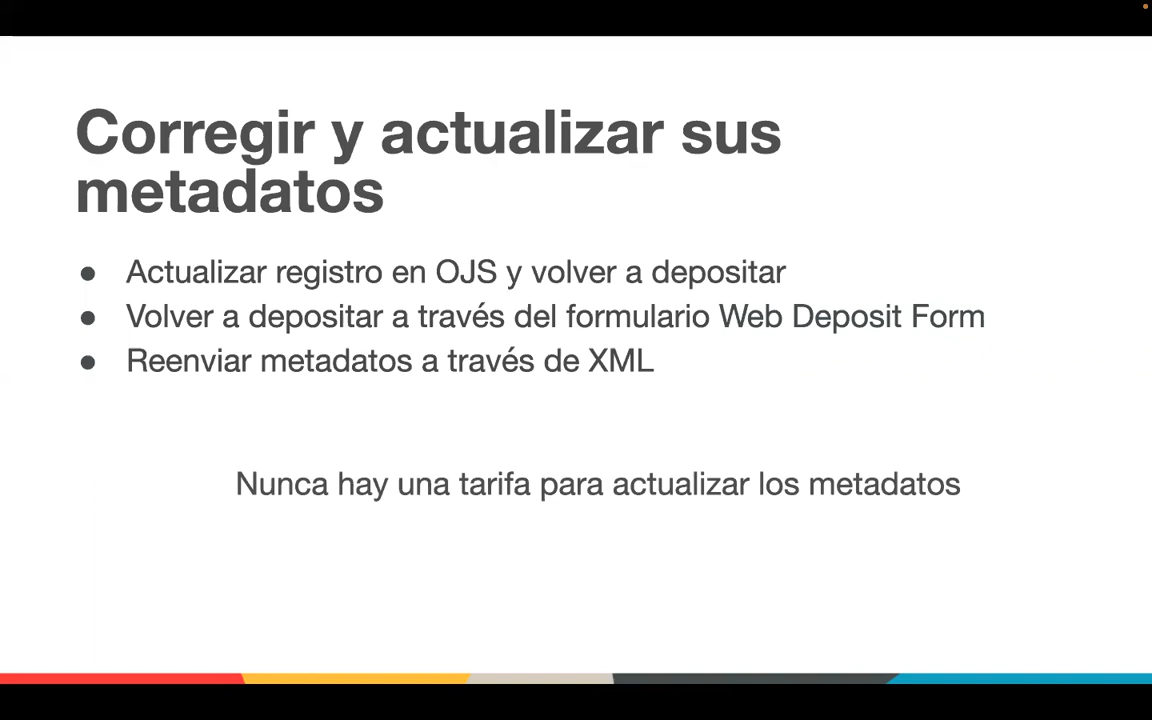 Corregir y actualizar sus
metadatos
● Actualizar registro en OJS y volver a depositar
● Volver a depositar a través del formulario Web Deposit Form
● Reenviar metadatos a través de XML
Nunca hay una tarifa para actualizar los metadatos